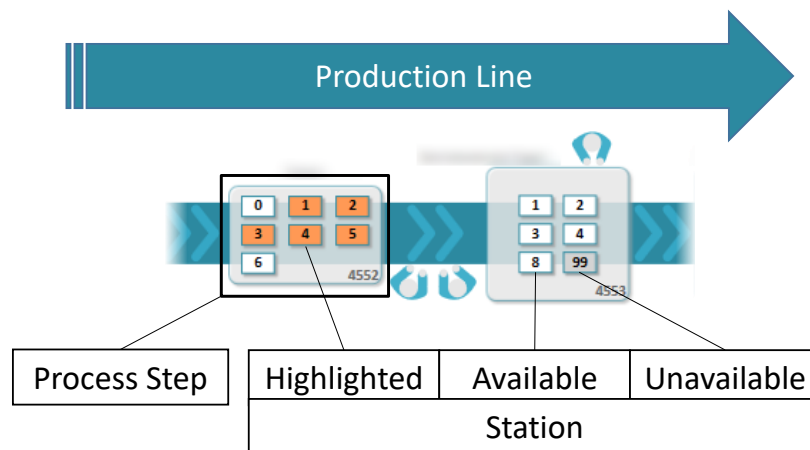 Production Line
0 1 2
3 4 5
6
4552
1 2
3 4
8 99
4553
Process Step
Highlighted Available Unavailable
Station